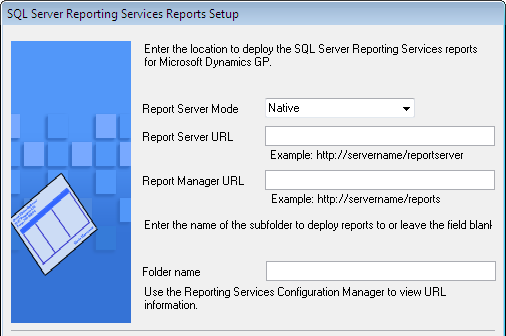 SQL Server Reporting Services Reports Setup
Enter the location to deploy the SQL Server Reporting Services reports
for Microsoft Dynamics GP.
Report Server Mode Native
Report Server URL
Example: http://servername/reportserver
Report Manager URL
Example: http://servername/reports
Enter the name of the subfolder to deploy reports to or leave the field blank
Folder name
Use the Reporting Services Configuration Manager to view URL
information.